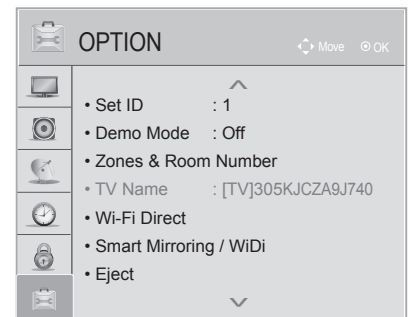 OPTION
Move OK
• Set ID : 1
• Demo Mode : Off
• Zones & Room Number
• TV Name : [TV]305KJCZA9J740
• Wi-Fi Direct
• Smart Mirroring / WiDi
• Eject